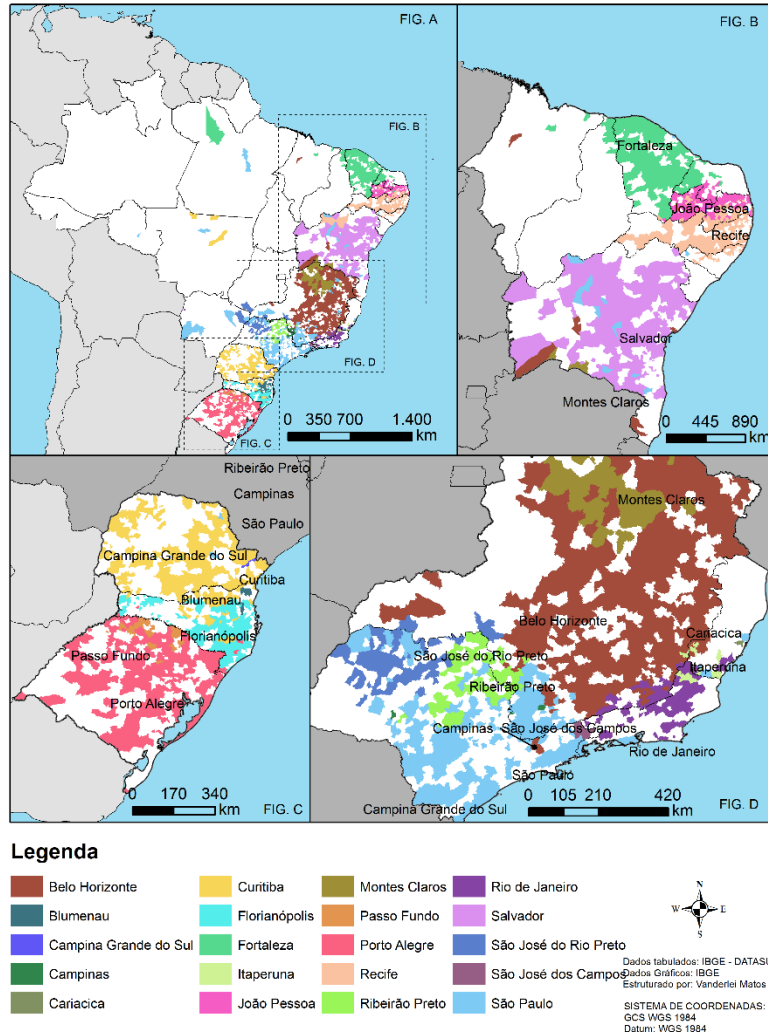 FIG. A
FIG. B
FIG. D
FIG. C
0 350 700 1.400
km
FIG. B
Fortaleza
João Pessoa
Recife
Salvador
Montes Claros
0 445 890
km
Ribeirão Preto
Campinas
São Paulo
Campina Grande do Sul
Curitiba
Blumenau
Florianópolis
Passo Fundo
Porto Alegre
0 170 340
km
FIG. C
Montes Claros
Belo Horizonte
Cariacica
Itaperuna
São José do Rio Preto
Ribeirão Preto
Campinas
São José dos Campos
Rio de Janeiro
São Paulo
Campina Grande do Sul
0 105 210 420
km
FIG. D
Legenda
Belo Horizonte
Blumenau
Campina Grande do Sul
Campinas
Cariacica
Curitiba
Florianópolis
Fortaleza
Itaperuna
João Pessoa
Montes Claros
Passo Fundo
Porto Alegre
Recife
Ribeirão Preto
Rio de Janeiro
Salvador
São José do Rio Preto
São José dos Campos
São Paulo
N
W E
S
Dados tabulados: IBGE - DATASU
Dados Gráficos: IBGE
Estruturado por: Vanderlei Matos
SISTEMA DE COORDENADAS:
GCS WGS 1984
Datum: WGS 1984